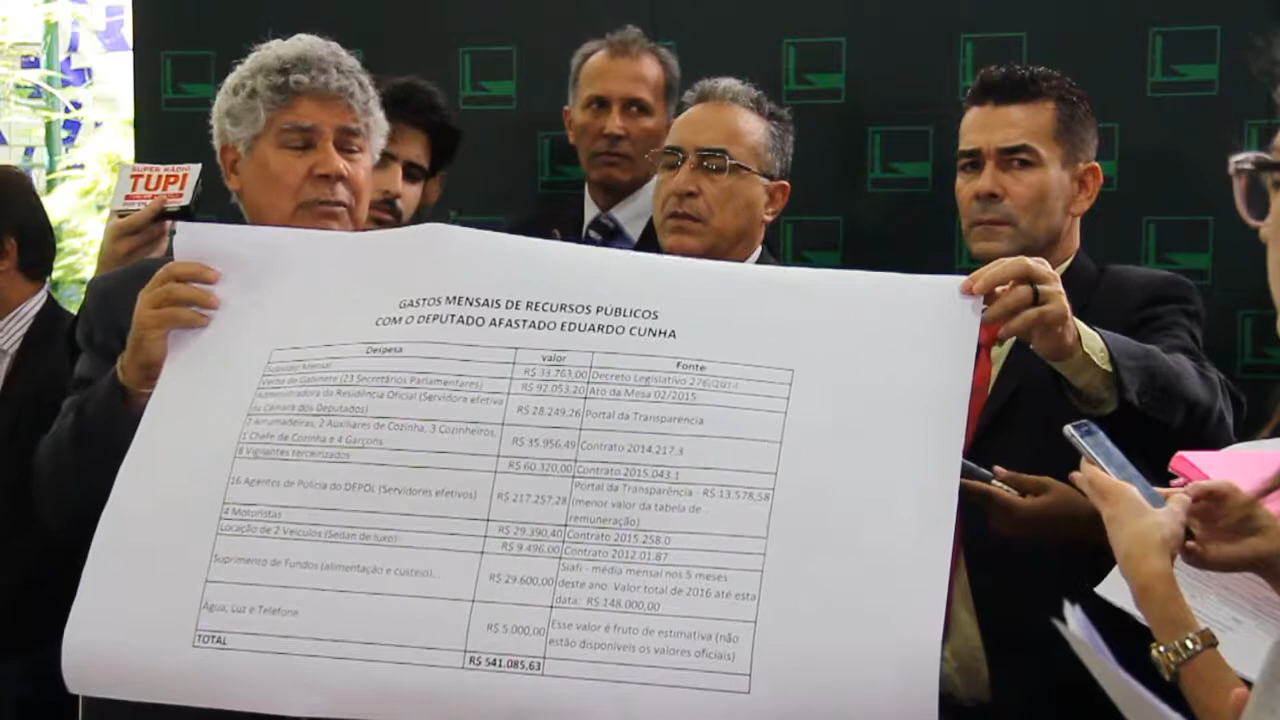 SUPER RÁDIO
TUPI
GASTOS MENSAIS DE RECURSOS PÚBLICOS
COM O DEPUTADO AFASTADO EDUARDO CUNHA
Despesa valor Fonte
Subsídio Mensal R$ 33.763,00 Decreto Legislativo 276/2014
Verba de Gabinete (23 Secretários Parlamentares) R$ 92.053,20 Ato da Mesa 02/2015
Administradora da Residência Oficial (Servidora efetiva
da Câmara dos Deputados) R$ 28.249,26 Portal da Transparência
2 Auxiliares de Cozinha, 3 Cozinheiros,
1 Chefe de Cozinha e 4 Garçons R$ 35.956,49 Contrato 2014.217.3
8 Vigilantes terceirizados R$ 60.320,00 Contrato 2015.043.1
16 Agentes de Polícia do DEPOL (Servidores efetivos) R$ 217.257,28 Portal da Transparência - R$ 13.578,58
(menor valor da tabela de
remuneração)
4 Motoristas R$ 29.390,40 Contrato 2015.258.0
Locação de 2 Veículos (Sedan de luxo) R$ 9.496,00 Contrato 2012.01.87
Suprimento de Fundos (alimentação e custeio)... R$ 29.600,00 Siafi - média mensal nos 5 meses
deste ano. Valor total de 2016 até esta
data: R$ 148.000,00
Água, Luz e Telefone R$ 5.000,00 Esse valor é fruto de estimativa (não
estão disponíveis os valores oficiais)
TOTAL R$ 541.085,63